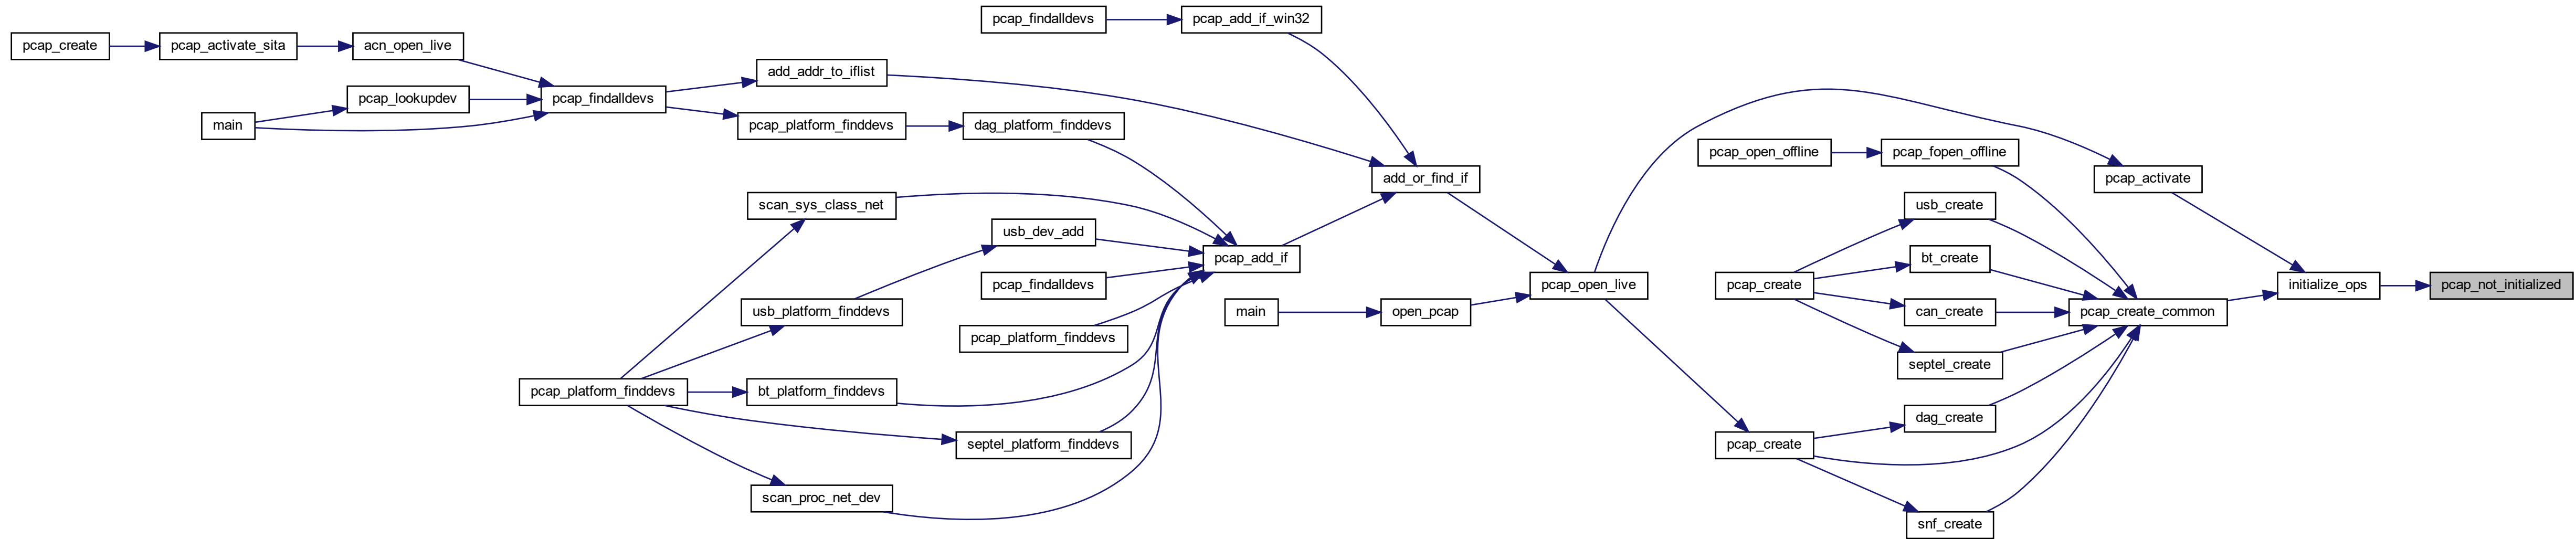 pcap_findalldevs
pcap_add_if_win32
pcap_create
pcap_activate_sita
acn_open_live
add_addr_to_iflist
pcap_lookupdev
pcap_findalldevs
main
pcap_platform_finddevs
dag_platform_finddevs
pcap_open_offline
pcap_fopen_offline
add_or_find_if
pcap_activate
scan_sys_class_net
usb_create
usb_dev_add
pcap_add_if
bt_create
pcap_findalldevs
pcap_open_live
pcap_create
initialize_ops
pcap_not_initialized
usb_platform_finddevs
main
open_pcap
can_create
pcap_create_common
pcap_platform_finddevs
septel_create
pcap_platform_finddevs
bt_platform_finddevs
dag_create
septel_platform_finddevs
pcap_create
scan_proc_net_dev
snf_create